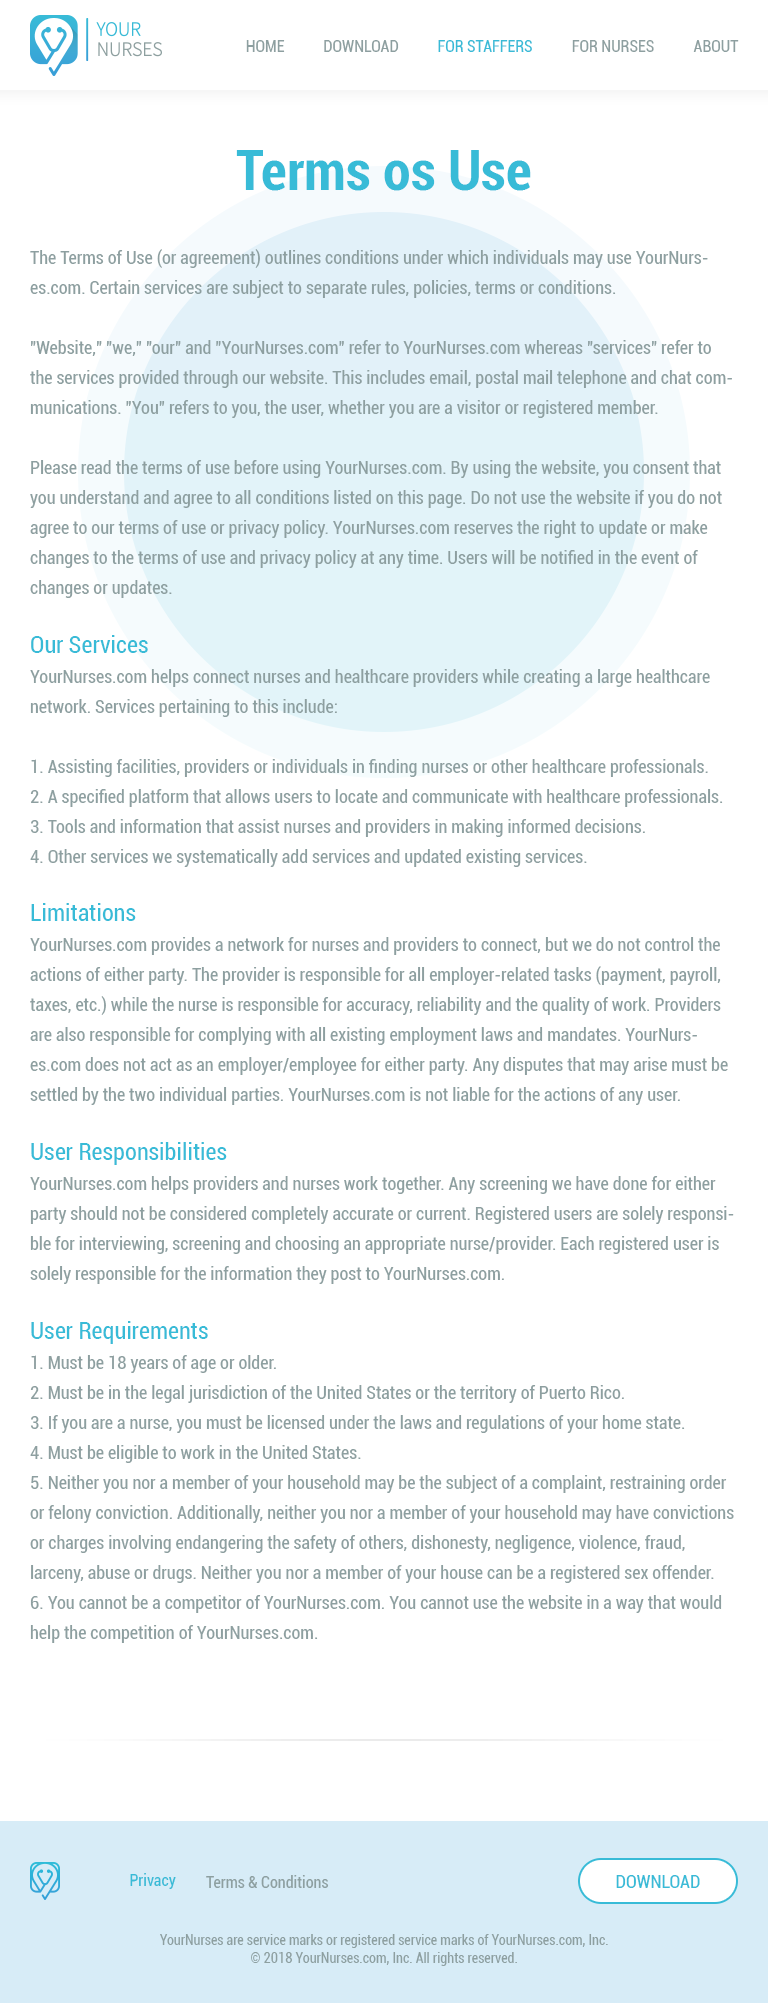 YOUR
NURSES
HOME
DOWNLOAD
FOR STAFFERS
FOR NURSES
ABOUT
Terms os Use
The Terms of Use (or agreement) outlines conditions under which individuals may use YourNurs-
es.com. Certain services are subject to separate rules, policies, terms or conditions.
"Website," "we," "our" and "YourNurses.com" refer to YourNurses.com whereas "services" refer to
the services provided through our website. This includes email, postal mail telephone and chat com-
munications. "You" refers to you, the user, whether you are a visitor or registered member.
Please read the terms of use before using YourNurses.com. By using the website, you consent that
you understand and agree to all conditions listed on this page. Do not use the website if you do not
agree to our terms of use or privacy policy. YourNurses.com reserves the right to update or make
changes to the terms of use and privacy policy at any time. Users will be notified in the event of
changes or updates.
Our Services
YourNurses.com helps connect nurses and healthcare providers while creating a large healthcare
network. Services pertaining to this include:
1. Assisting facilities, providers or individuals in finding nurses or other healthcare professionals.
2. A specified platform that allows users to locate and communicate with healthcare professionals.
3. Tools and information that assist nurses and providers in making informed decisions.
4. Other services we systematically add services and updated existing services.
Limitations
YourNurses.com provides a network for nurses and providers to connect, but we do not control the
actions of either party. The provider is responsible for all employer-related tasks (payment, payroll,
taxes, etc.) while the nurse is responsible for accuracy, reliability and the quality of work. Providers
are also responsible for complying with all existing employment laws and mandates. YourNurs-
es.com does not act as an employer/employee for either party. Any disputes that may arise must be
settled by the two individual parties. YourNurses.com is not liable for the actions of any user.
User Responsibilities
YourNurses.com helps providers and nurses work together. Any screening we have done for either
party should not be considered completely accurate or current. Registered users are solely responsi-
ble for interviewing, screening and choosing an appropriate nurse/provider. Each registered user is
solely responsible for the information they post to YourNurses.com.
User Requirements
1. Must be 18 years of age or older.
2. Must be in the legal jurisdiction of the United States or the territory of Puerto Rico.
3. If you are a nurse, you must be licensed under the laws and regulations of your home state.
4. Must be eligible to work in the United States.
5. Neither you nor a member of your household may be the subject of a complaint, restraining order
or felony conviction. Additionally, neither you nor a member of your household may have convictions
or charges involving endangering the safety of others, dishonesty, negligence, violence, fraud,
larceny, abuse or drugs. Neither you nor a member of your house can be a registered sex offender.
6. You cannot be a competitor of YourNurses.com. You cannot use the website in a way that would
help the competition of YourNurses.com.
Privacy
Terms & Conditions
DOWNLOAD
YourNurses are service marks or registered service marks of YourNurses.com, Inc.
© 2018 YourNurses.com, Inc. All rights reserved.